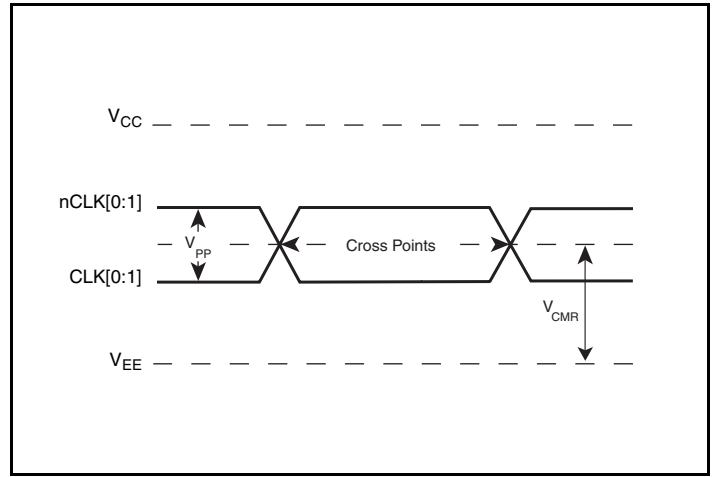 VCC
nCLK[0:1]
VPP
Cross Points
CLK[0:1]
VCMR
VEE